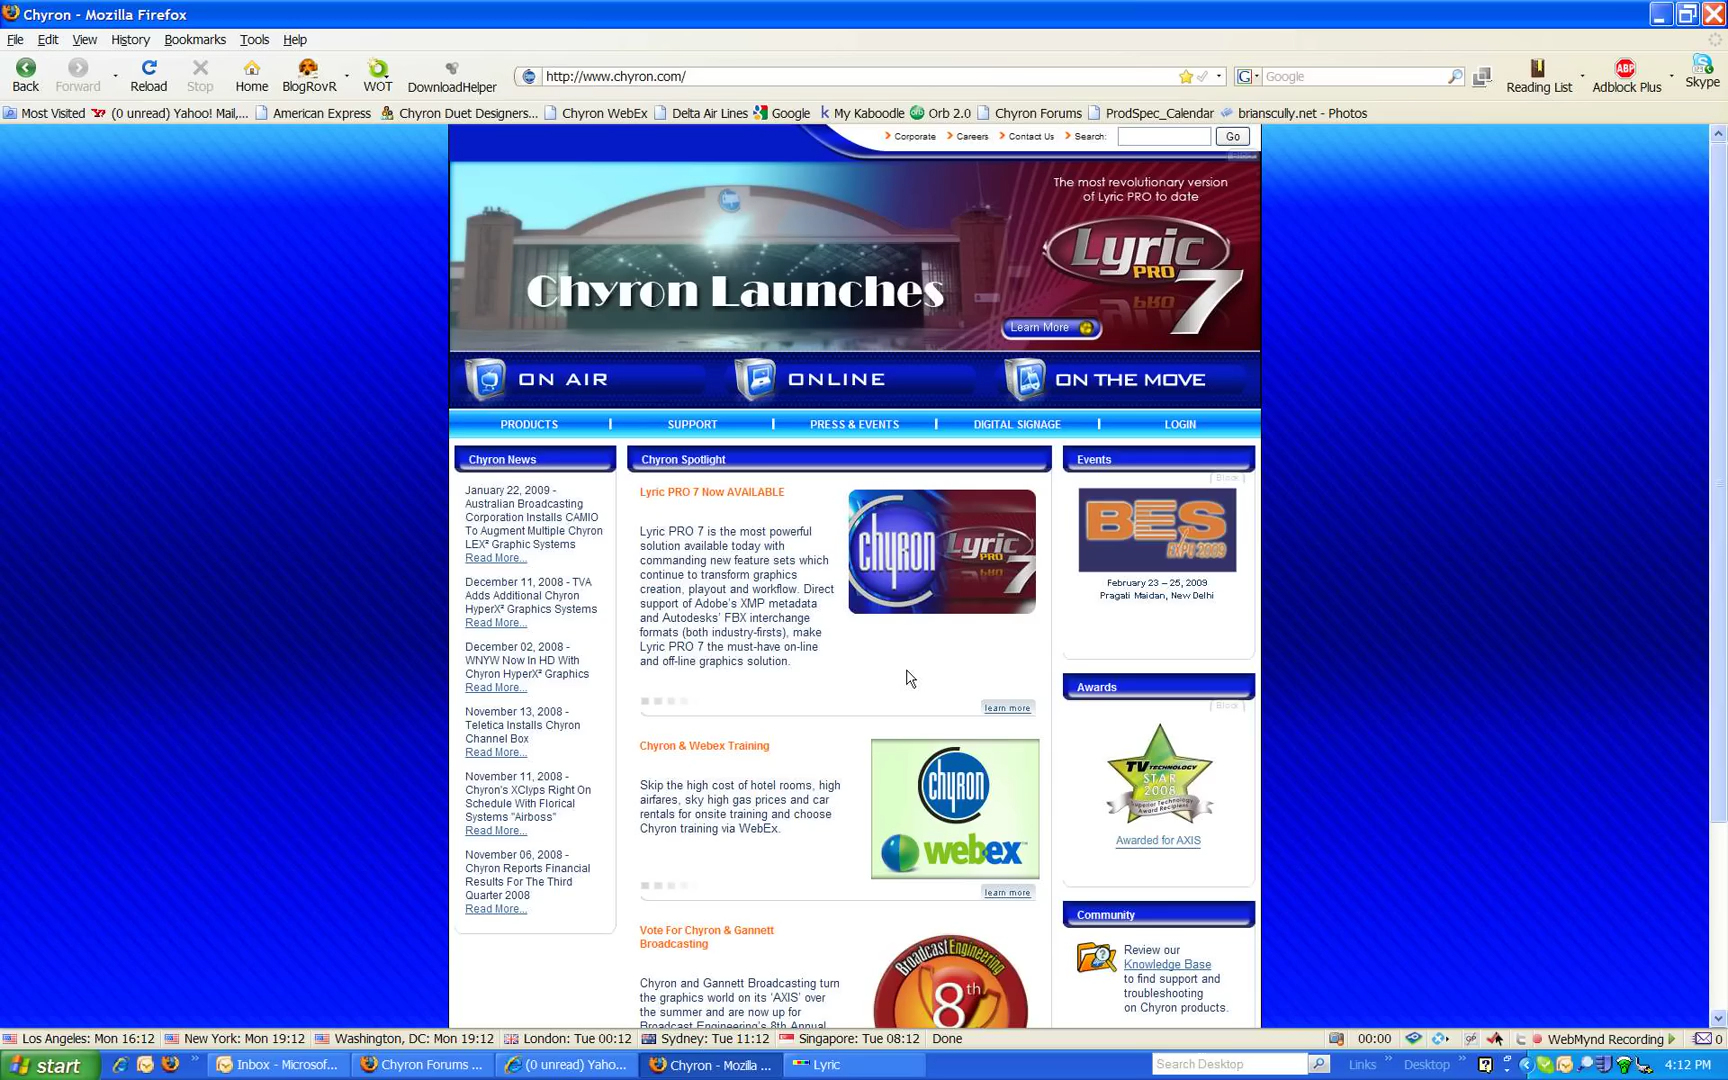 Chyron - Mozilla Firefox
File Edit View History Bookmarks Tools Help
Back Forward Reload Stop Home BlogRovR WOT DownloadHelper http://www.chyron.com/ Google Reading List Adblock Plus Skype
ABP
Most Visited (0 unread) Yahoo! Mail,... American Express Chyron Duet Designers... Chyron WebEx Delta Air Lines Google My Kaboodle Orb 2.0 Chyron Forums ProdSpec_Calendar brianscully.net - Photos
Corporate Careers Contact Us Search: Go
The most revolutionary version
of Lyric PRO to date
Chyron Launches
Lyric
PRO
7
Learn More
ON AIR ONLINE ON THE MOVE
PRODUCTS SUPPORT PRESS & EVENTS DIGITAL SIGNAGE LOGIN
Chyron News
January 22, 2009 -
Australian Broadcasting
Corporation Installs CAMIO
To Augment Multiple Chyron
LEX² Graphic Systems
Read More...
December 11, 2008 - TVA
Adds Additional Chyron
HyperX² Graphics Systems
Read More...
December 02, 2008 -
WNYW Now In HD With
Chyron HyperX² Graphics
Read More...
November 13, 2008 -
Teletica Installs Chyron
Channel Box
Read More...
November 11, 2008 -
Chyron's XClyps Right On
Schedule With Florical
Systems "Airboss"
Read More...
November 06, 2008 -
Chyron Reports Financial
Results For The Third
Quarter 2008
Read More...
Chyron Spotlight
Lyric PRO 7 Now AVAILABLE
Lyric PRO 7 is the most powerful
solution available today with
commanding new feature sets which
continue to transform graphics
creation, playout and workflow. Direct
support of Adobe's XMP metadata
and Autodesks' FBX interchange
formats (both industry-firsts), make
Lyric PRO 7 the must-have on-line
and off-line graphics solution.
chyron
Lyric
PRO
7
learn more
Chyron & Webex Training
Skip the high cost of hotel rooms, high
airfares, sky high gas prices and car
rentals for onsite training and choose
Chyron training via WebEx.
chyron
webex™
learn more
Vote For Chyron & Gannett
Broadcasting
Chyron and Gannett Broadcasting turn
the graphics world on its 'AXIS' over
the summer and are now up for
Broadcast Engineering's 8th Annual
Broadcast Engineering
8th
Events
Block
BES
EXPO 2009
February 23 – 25, 2009
Pragati Maidan, New Delhi
Awards
Block
TV TECHNOLOGY
STAR
2008
Superior Technology
Award Recipient
Awarded for AXIS
Community
Review our
Knowledge Base
to find support and
troubleshooting
on Chyron products.
Los Angeles: Mon 16:12 New York: Mon 19:12 Washington, DC: Mon 19:12 London: Tue 00:12 Sydney: Tue 11:12 Singapore: Tue 08:12 Done 00:00 WebMynd Recording 0
start Inbox - Microsof... Chyron Forums ... (0 unread) Yaho... Chyron - Mozilla ... Lyric Search Desktop Links Desktop 4:12 PM